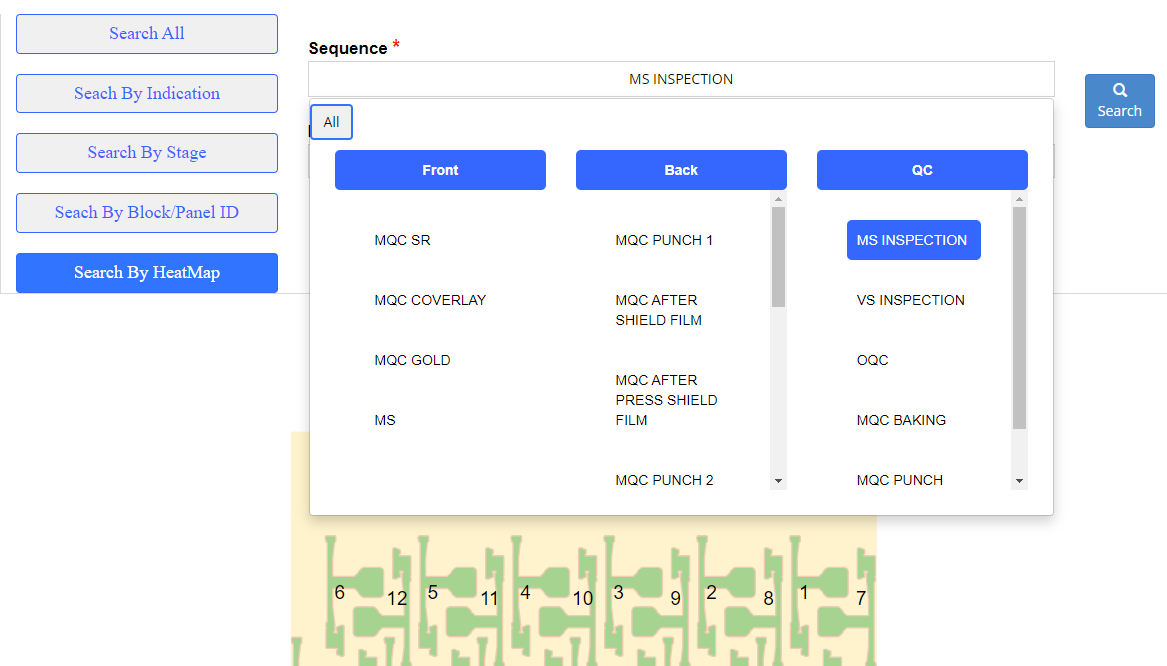 Search All
Seach By Indication
Search By Stage
Seach By Block/Panel ID
Search By HeatMap
Sequence *
MS INSPECTION
Search
All
Front
MQC SR
MQC COVERLAY
MQC GOLD
MS
Back
MQC PUNCH 1
MQC AFTER
SHIELD FILM
MQC AFTER
PRESS SHIELD
FILM
MQC PUNCH 2
QC
MS INSPECTION
VS INSPECTION
OQC
MQC BAKING
MQC PUNCH
6 12 5 11 4 10 3 9 2 8 1 7